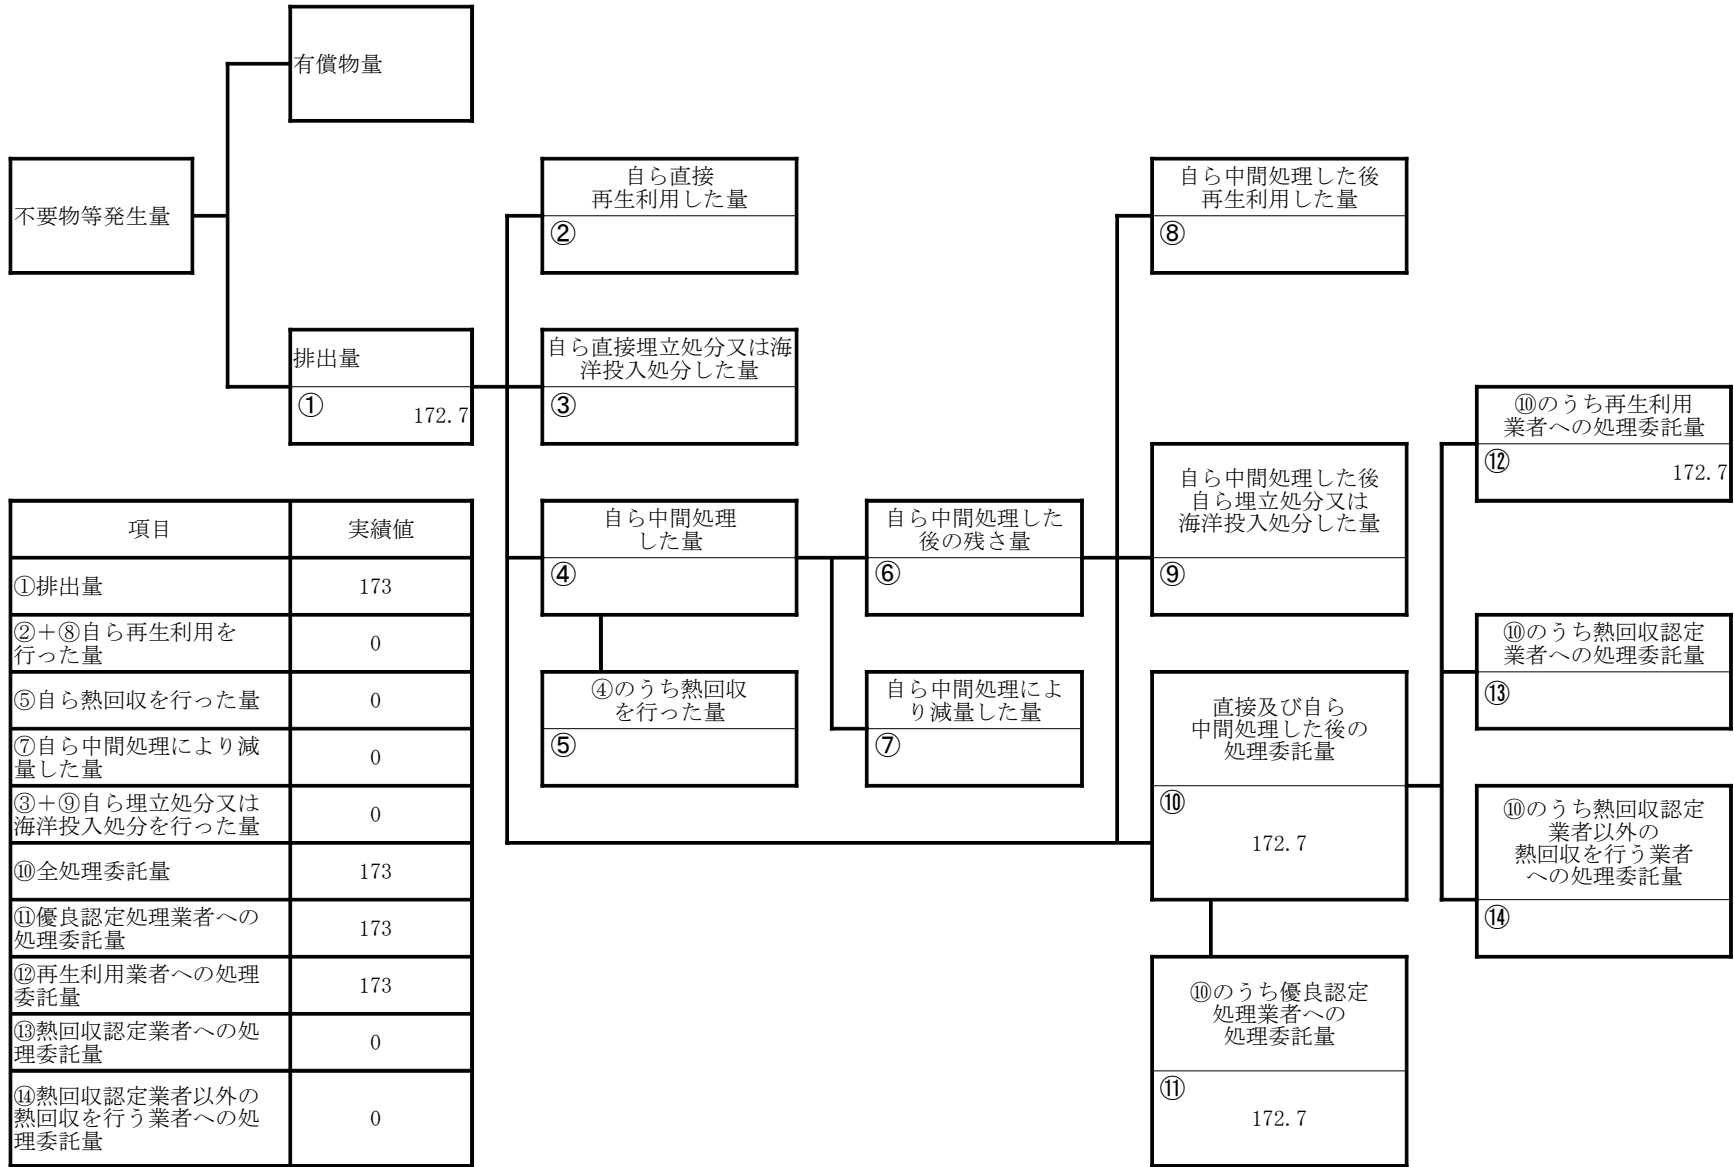 有償物量
不要物等発生量
自ら直接
再生利用した量
②
自ら中間処理した後
再生利用した量
⑧
排出量
①
172.7
自ら直接埋立処分又は海
洋投入処分した量
③
⑩のうち再生利用
業者への処理委託量
⑫
172.7
自ら中間処理
した量
④
自ら中間処理した
後の残さ量
⑥
自ら中間処理した後
自ら埋立処分又は
海洋投入処分した量
⑨
⑩のうち熱回収認定
業者への処理委託量
⑬
④のうち熱回収
を行った量
⑤
自ら中間処理によ
り減量した量
⑦
直接及び自ら
中間処理した後の
処理委託量
⑩
172.7
⑩のうち熱回収認定
業者以外の
熱回収を行う業者
への処理委託量
⑭
⑩のうち優良認定
処理業者への
処理委託量
⑪
172.7
項目 実績値
①排出量 173
②＋⑧自ら再生利用を
行った量 0
⑤自ら熱回収を行った量 0
⑦自ら中間処理により減
量した量 0
③＋⑨自ら埋立処分又は
海洋投入処分を行った量 0
⑩全処理委託量 173
⑪優良認定処理業者への
処理委託量 173
⑫再生利用業者への処理
委託量 173
⑬熱回収認定業者への処
理委託量 0
⑭熱回収認定業者以外の
熱回収を行う業者への処
理委託量 0